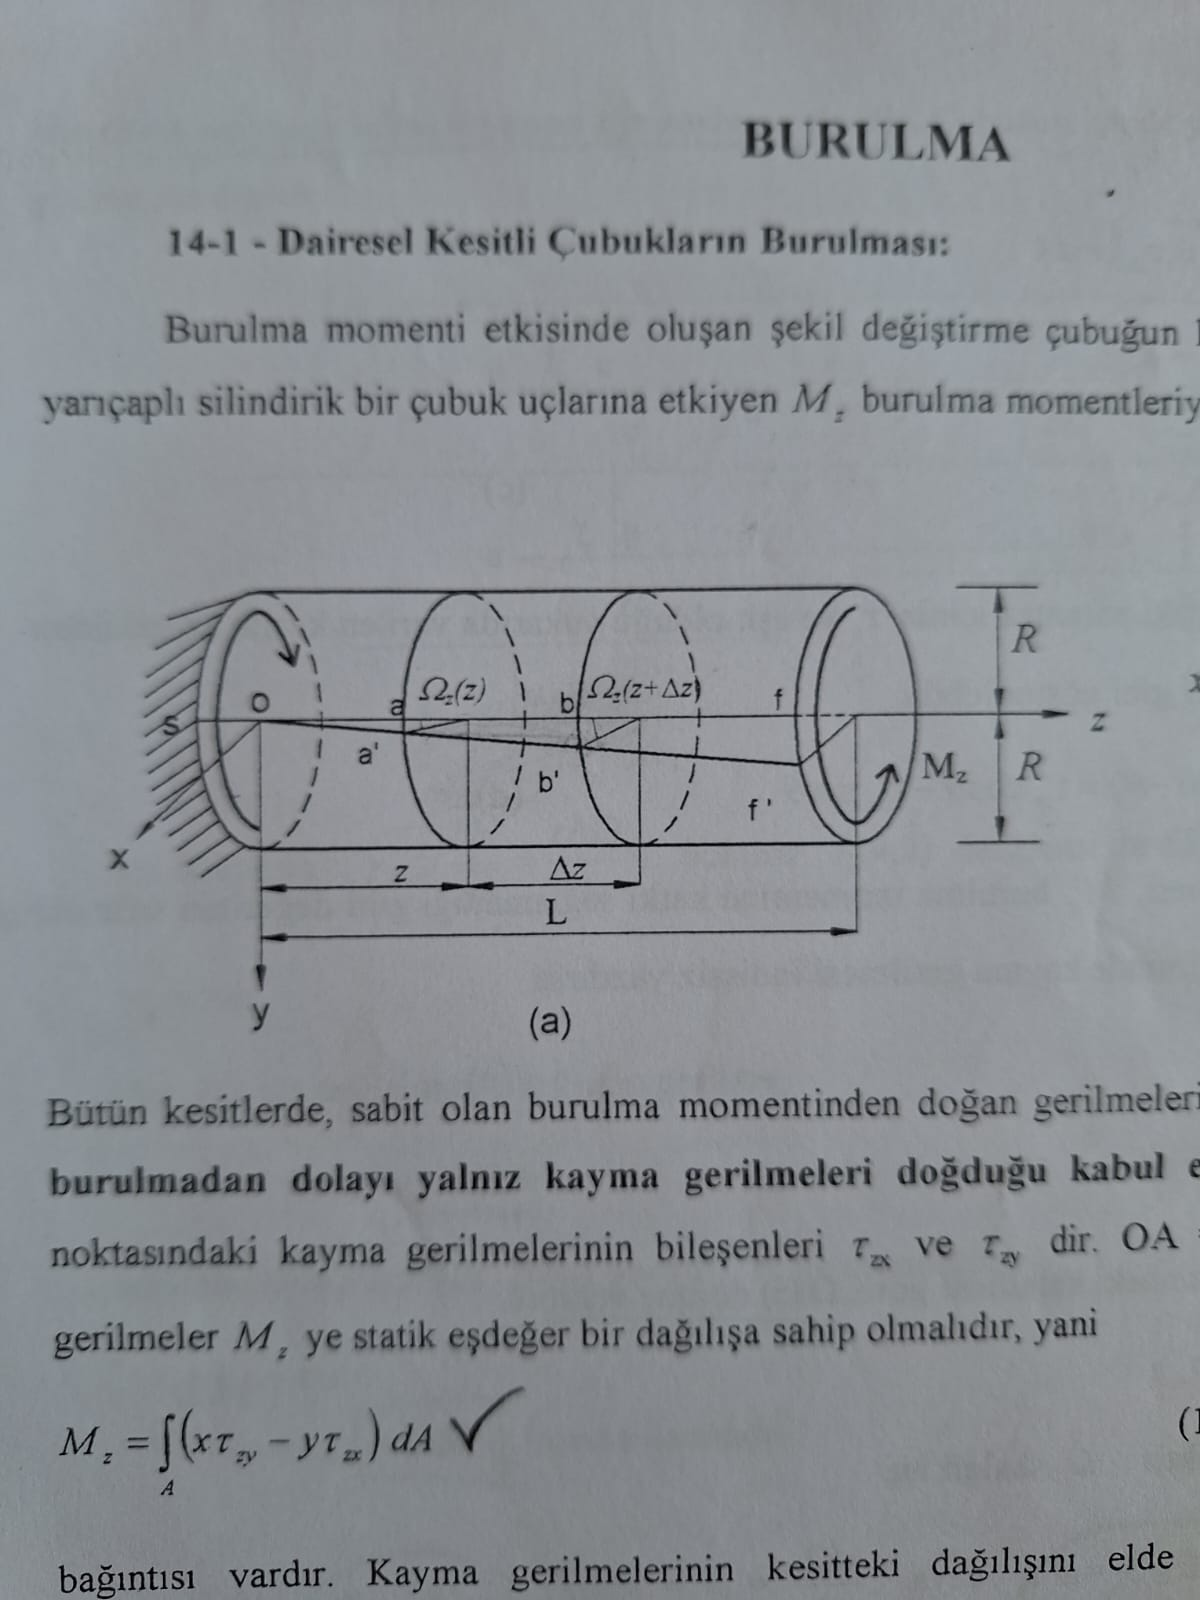 BURULMA
14-1 - Dairesel Kesitli Çubukların Burulması:
Burulma momenti etkisinde oluşan şekil değiştirme çubuğun
yarıçaplı silindirik bir çubuk uçlarına etkiyen M_z burulma momentleriy
R
O a Ω_z(z) b Ω_z(z+Δz) f
S z
a' b' M_z R
f'
x z Δz
L
y (a)
Bütün kesitlerde, sabit olan burulma momentinden doğan gerilmeleri
burulmadan dolayı yalnız kayma gerilmeleri doğduğu kabul e
noktasındaki kayma gerilmelerinin bileşenleri τ_zx ve τ_zy dir. OA
gerilmeler M_z ye statik eşdeğer bir dağılışa sahip olmalıdır, yani
M_z = ∫_A (xτ_zy − yτ_zx) dA ✓ (1
bağıntısı vardır. Kayma gerilmelerinin kesitteki dağılışını elde